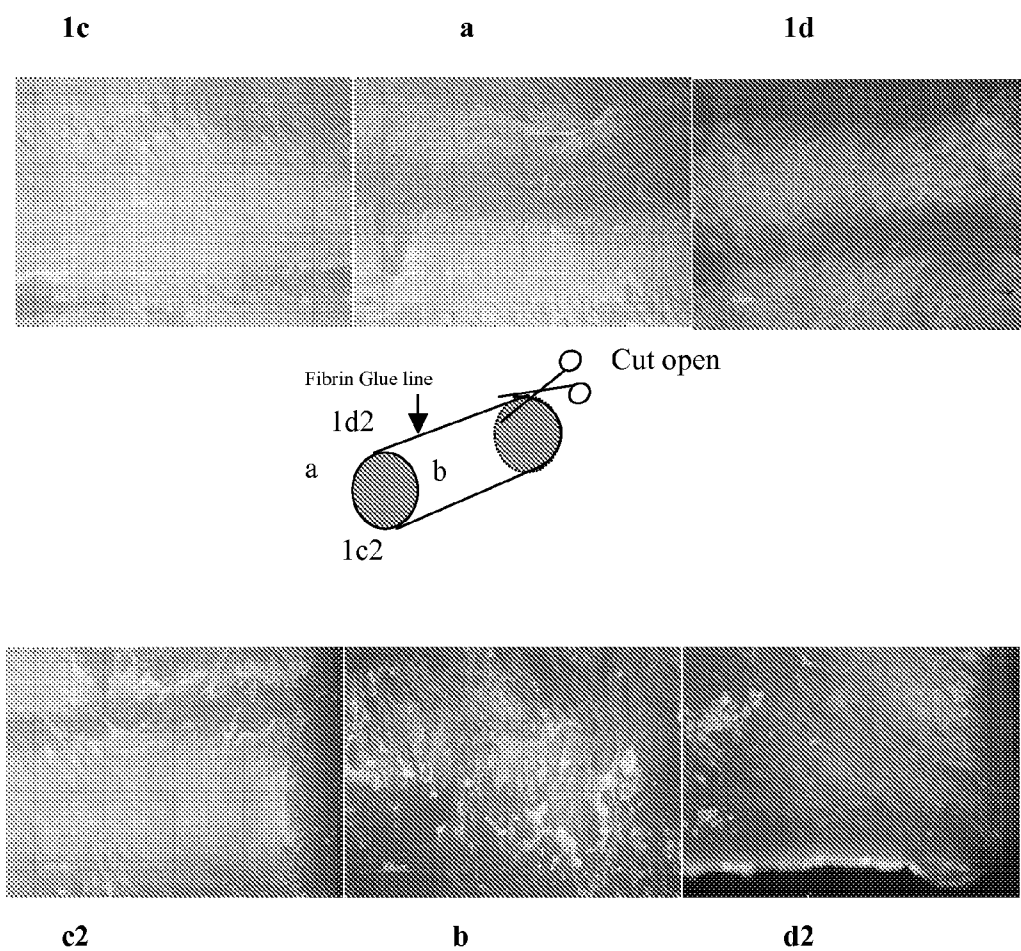 1c a 1d
Cut open
Fibrin Glue line
1d2
a b
1c2
c2 b d2